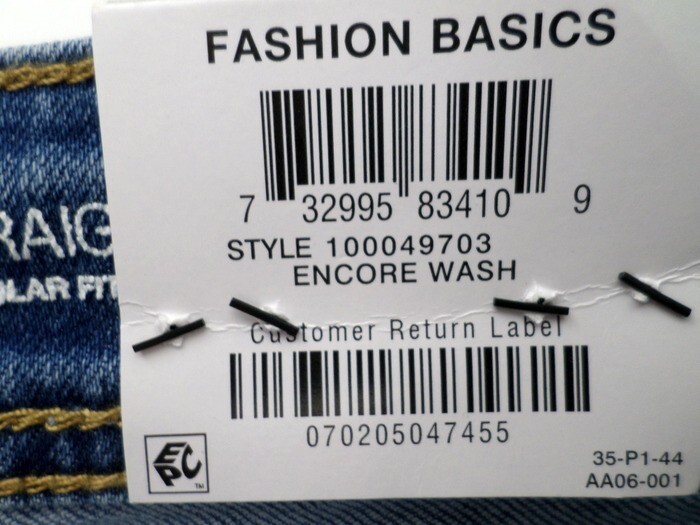 FASHION BASICS
7 32995 83410 9
STYLE 100049703
ENCORE WASH
Customer Return Label
070205047455
EPC
TM
35-P1-44
AA06-001
RAIG
LAR FIT